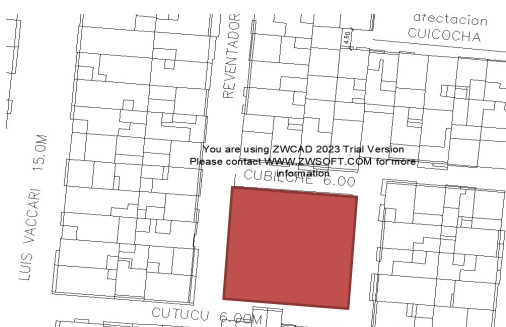 afectacion
CUICOCHA
4.50
REVENTADOR
You are using ZWCAD 2023 Trial Version
Please contact WWW.ZWSOFT.COM for more
information
CUBILCHE 6.00
LUIS VACCARI 15.0M
CUTUCU 6.00M